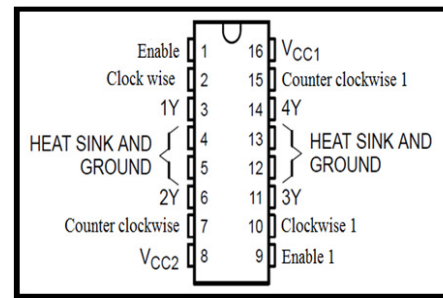 Enable 1 16 VCC1
Clock wise 2 15 Counter clockwise 1
1Y 3 14 4Y
HEAT SINK AND GROUND 4 13 HEAT SINK AND GROUND
5 12
2Y 6 11 3Y
Counter clockwise 7 10 Clockwise 1
VCC2 8 9 Enable 1